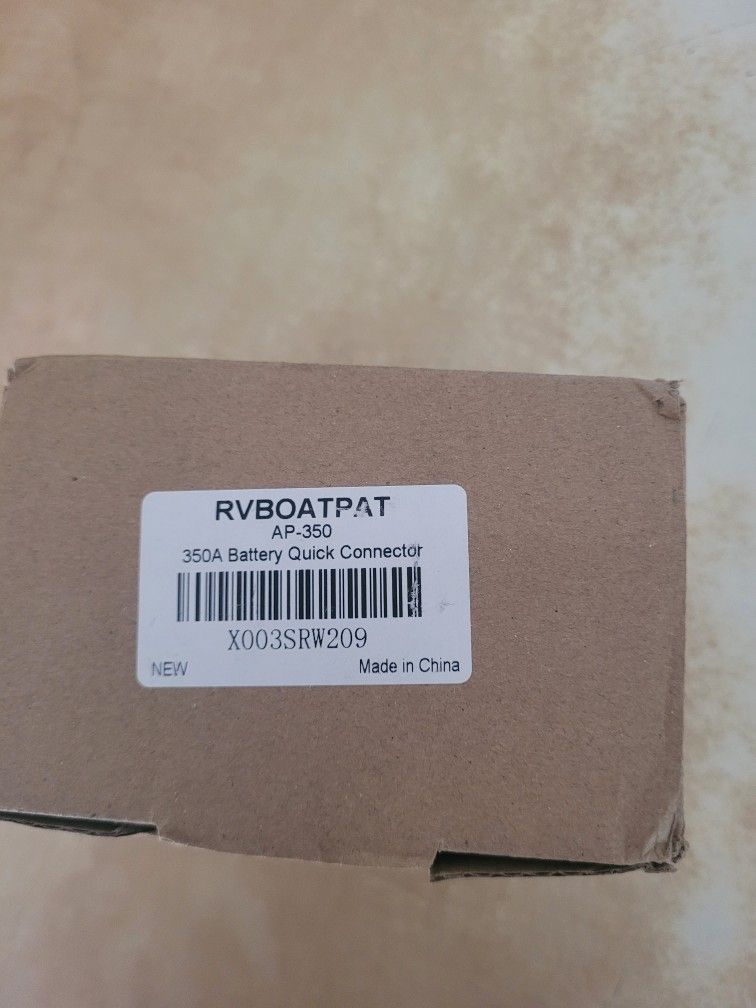 RVBOATPAT
AP-350
350A Battery Quick Connector
X003SRW209
NEW
Made in China